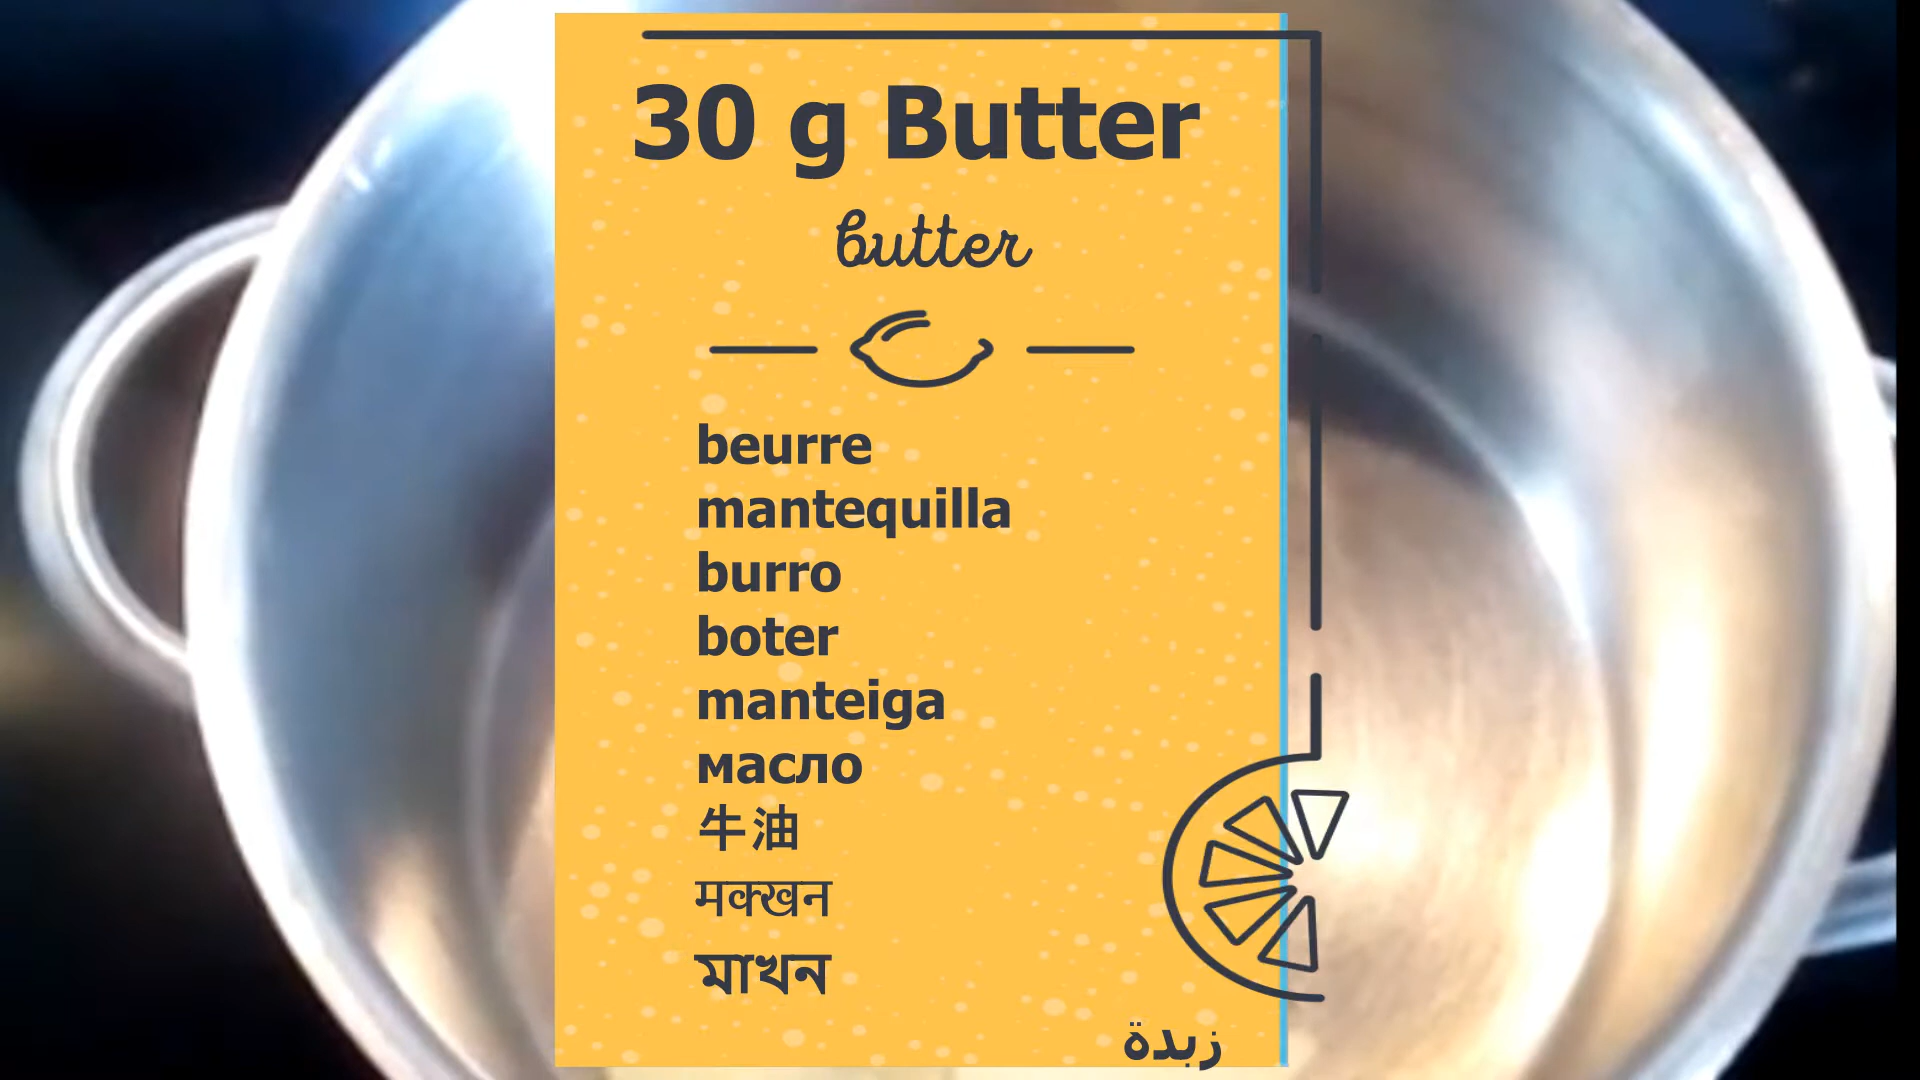 30 g Butter
butter
beurre
mantequilla
burro
boter
manteiga
масло
牛油
मक्खन
মাখন
زبدة